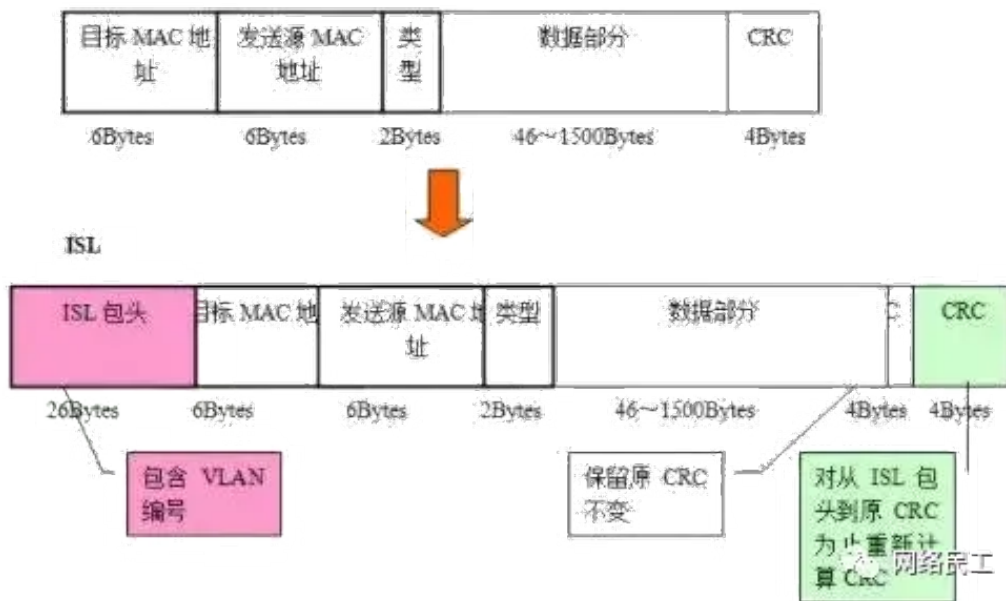 目标 MAC 地
址
发送源 MAC
地址
类
型
数据部分
CRC
6Bytes
6Bytes
2Bytes
46～1500Bytes
4Bytes
ISL
ISL 包头
目标 MAC 地
发送源 MAC 地
址
类型
数据部分
C
CRC
26Bytes
6Bytes
6Bytes
2Bytes
46～1500Bytes
4Bytes
4Bytes
包含 VLAN
编号
保留原 CRC
不变
对从 ISL 包
头到原 CRC
为止重新计
算 CRC
网络民工